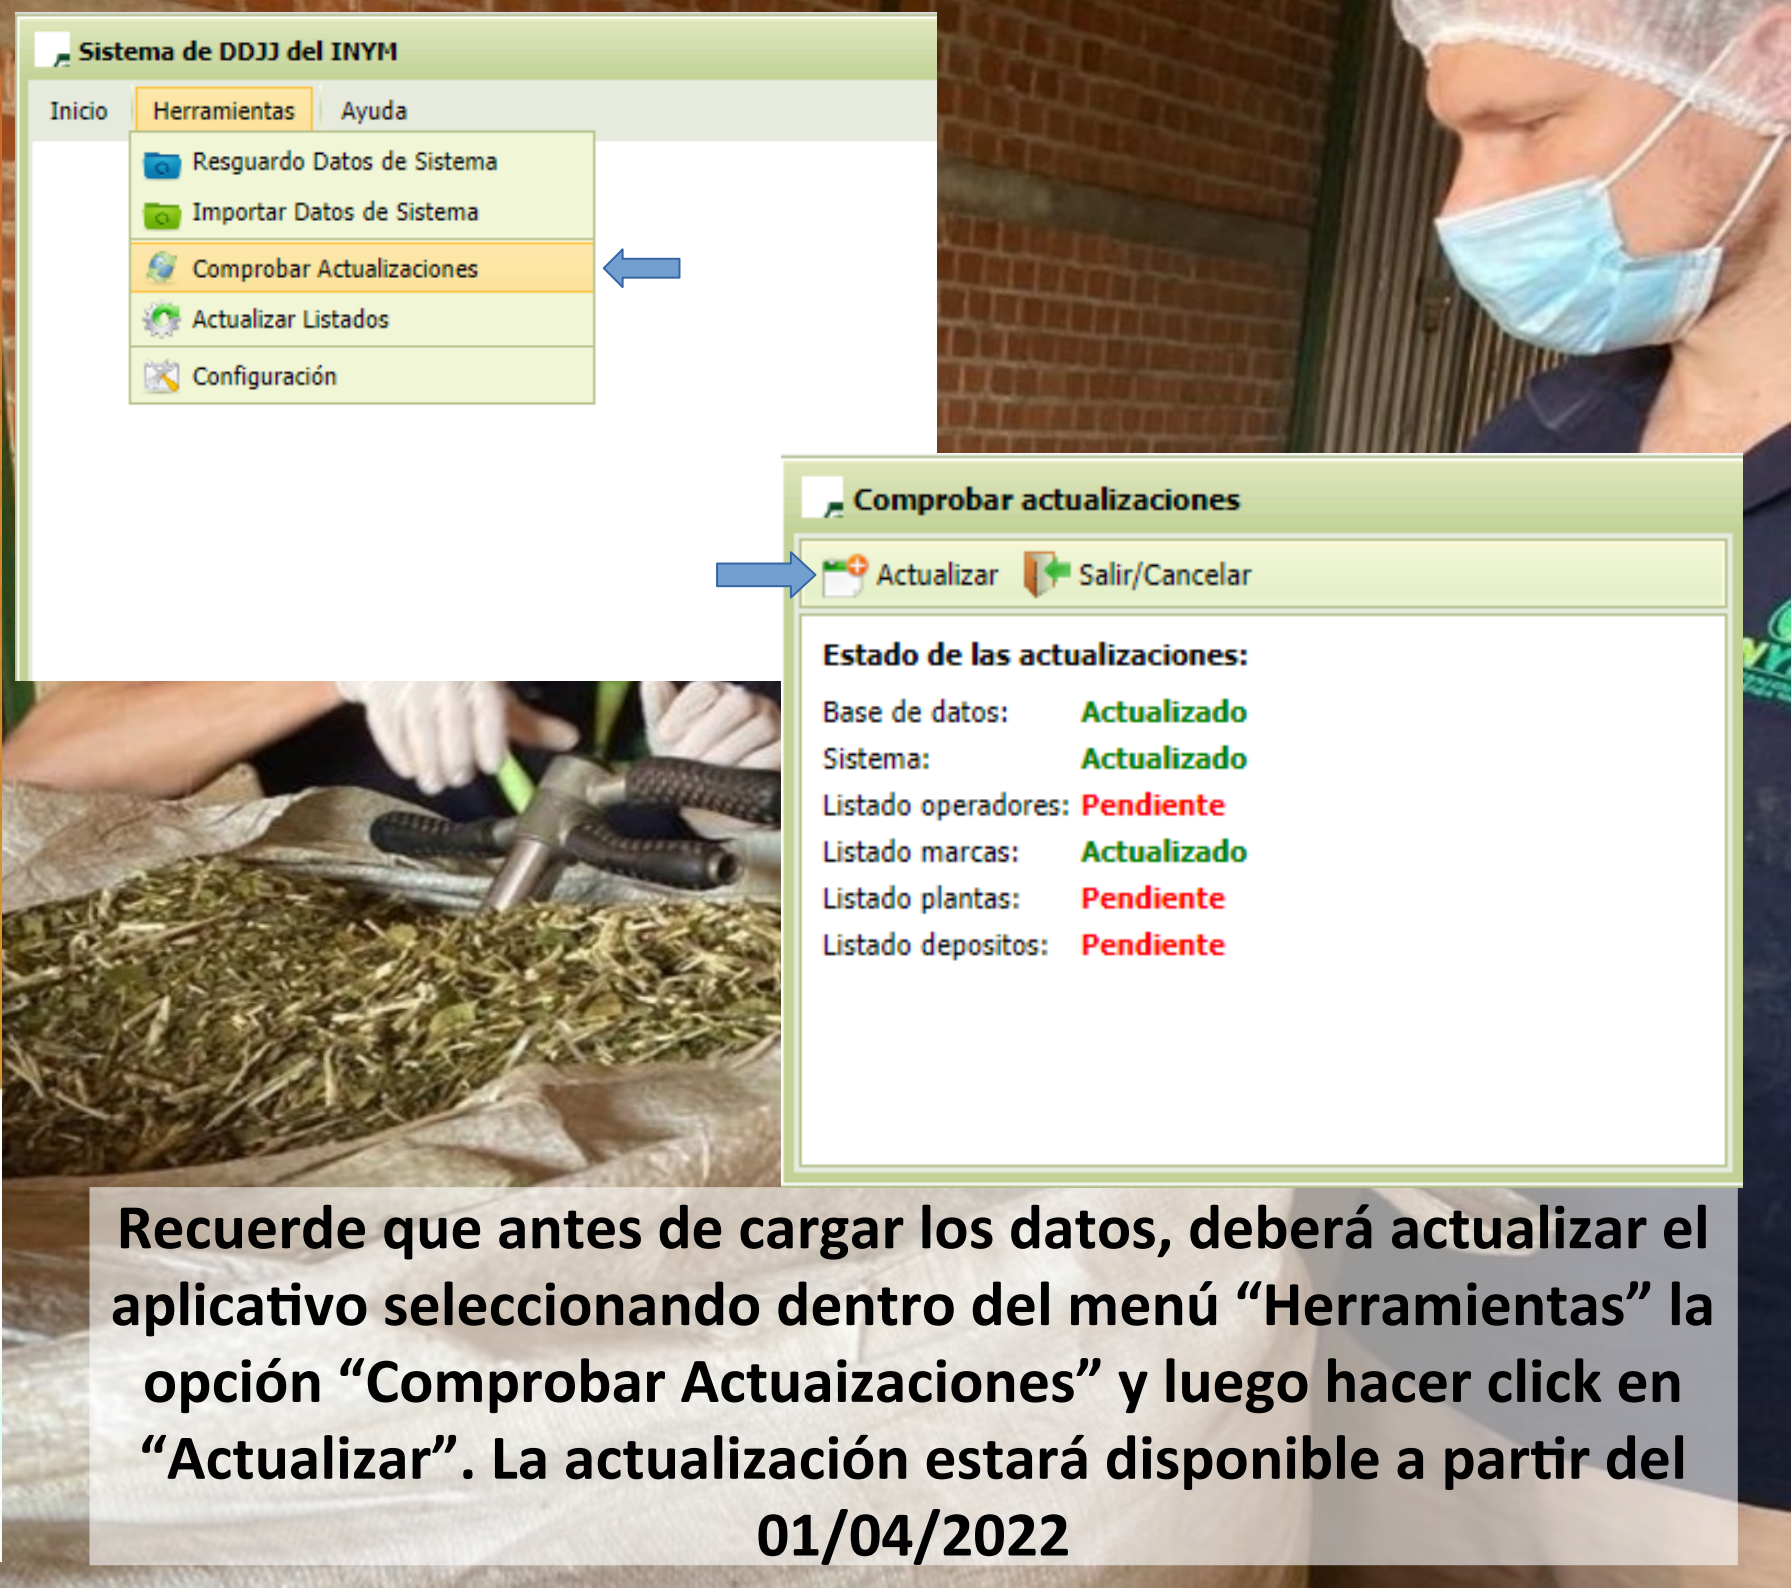 Sistema de DDJJ del INYM
Inicio Herramientas Ayuda
Resguardo Datos de Sistema
Importar Datos de Sistema
Comprobar Actualizaciones
Actualizar Listados
Configuración
Comprobar actualizaciones
Actualizar Salir/Cancelar
Estado de las actualizaciones:
Base de datos: Actualizado
Sistema: Actualizado
Listado operadores: Pendiente
Listado marcas: Actualizado
Listado plantas: Pendiente
Listado depositos: Pendiente
Recuerde que antes de cargar los datos, deberá actualizar el
aplicativo seleccionando dentro del menú “Herramientas” la
opción “Comprobar Actuaizaciones” y luego hacer click en
“Actualizar”. La actualización estará disponible a partir del
01/04/2022